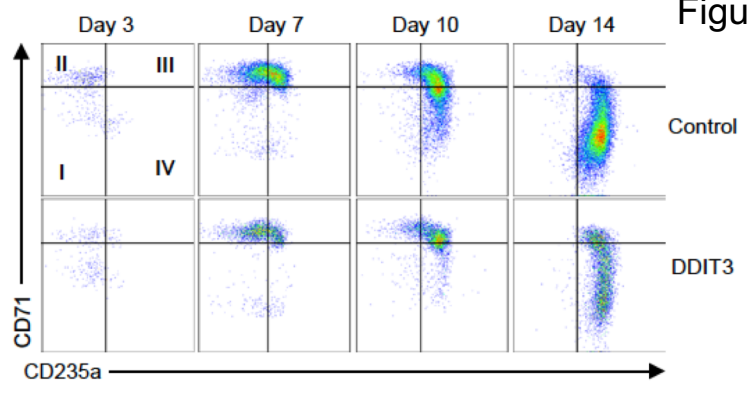 Figu
Day 3 Day 7 Day 10 Day 14
II III
I IV
Control
DDIT3
CD71
CD235a